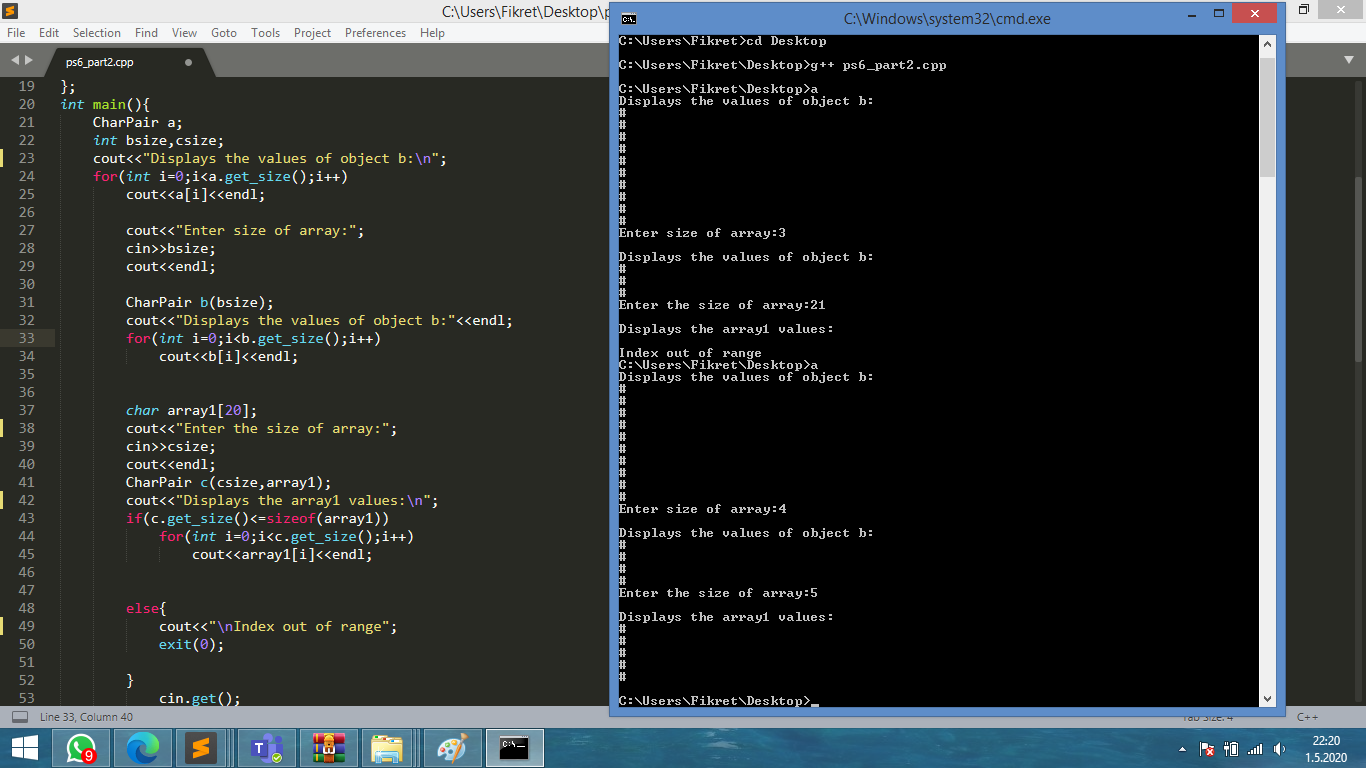 C:\Users\Fikret\Desktop\p
File Edit Selection Find View Goto Tools Project Preferences Help
ps6_part2.cpp
19 };
20 int main(){
21 CharPair a;
22 int bsize,csize;
23 cout<<"Displays the values of object b:\n";
24 for(int i=0;i<a.get_size();i++)
25 cout<<a[i]<<endl;
26
27 cout<<"Enter size of array:";
28 cin>>bsize;
29 cout<<endl;
30
31 CharPair b(bsize);
32 cout<<"Displays the values of object b:"<<endl;
33 for(int i=0;i<b.get_size();i++)
34 cout<<b[i]<<endl;
35
36
37 char array1[20];
38 cout<<"Enter the size of array:";
39 cin>>csize;
40 cout<<endl;
41 CharPair c(csize,array1);
42 cout<<"Displays the array1 values:\n";
43 if(c.get_size()<=sizeof(array1))
44 for(int i=0;i<c.get_size();i++)
45 cout<<array1[i]<<endl;
46
47
48 else{
49 cout<<"\nIndex out of range";
50 exit(0);
51
52 }
53 cin.get();
Line 33, Column 40
Tab Size: 4
C++
C:\Windows\system32\cmd.exe
C:\Users\Fikret>cd Desktop
C:\Users\Fikret\Desktop>g++ ps6_part2.cpp
C:\Users\Fikret\Desktop>a
Displays the values of object b:
#
#
#
#
#
#
#
#
#
#
Enter size of array:3
Displays the values of object b:
#
#
#
Enter the size of array:21
Displays the array1 values:
Index out of range
C:\Users\Fikret\Desktop>a
Displays the values of object b:
#
#
#
#
#
#
#
#
#
#
Enter size of array:4
Displays the values of object b:
#
#
#
#
Enter the size of array:5
Displays the array1 values:
#
#
#
#
#
C:\Users\Fikret\Desktop>_
9
22:20
1.5.2020